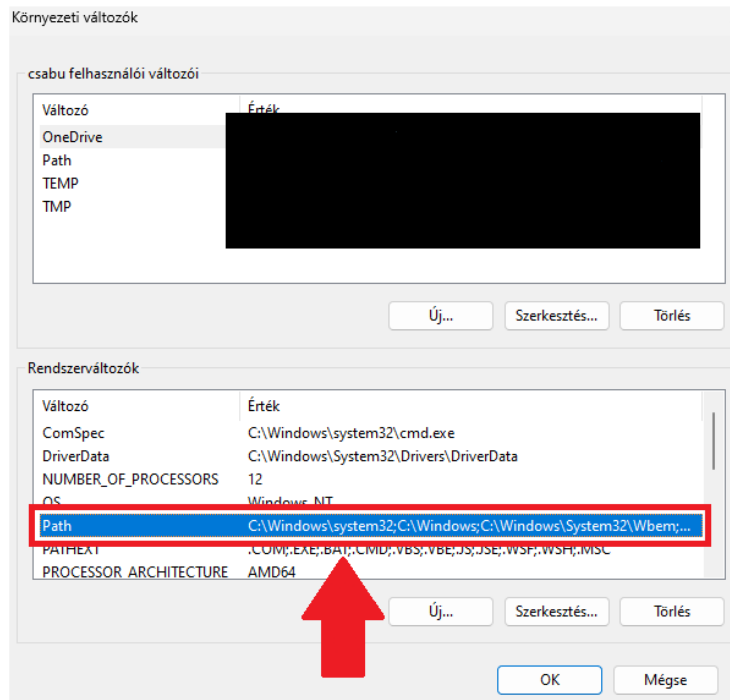 Környezeti változók
csabu felhasználói változói
Változó Érték
OneDrive
Path
TEMP
TMP
Új... Szerkesztés... Törlés
Rendszerváltozók
Változó Érték
ComSpec C:\Windows\system32\cmd.exe
DriverData C:\Windows\System32\Drivers\DriverData
NUMBER_OF_PROCESSORS 12
OS Windows_NT
Path C:\Windows\system32;C:\Windows;C:\Windows\System32\Wbem;...
PATHEXT .COM;.EXE;.BAT;.CMD;.VBS;.VBE;.JS;.JSE;.WSF;.WSH;.MSC
PROCESSOR_ARCHITECTURE AMD64
Új... Szerkesztés... Törlés
OK Mégse